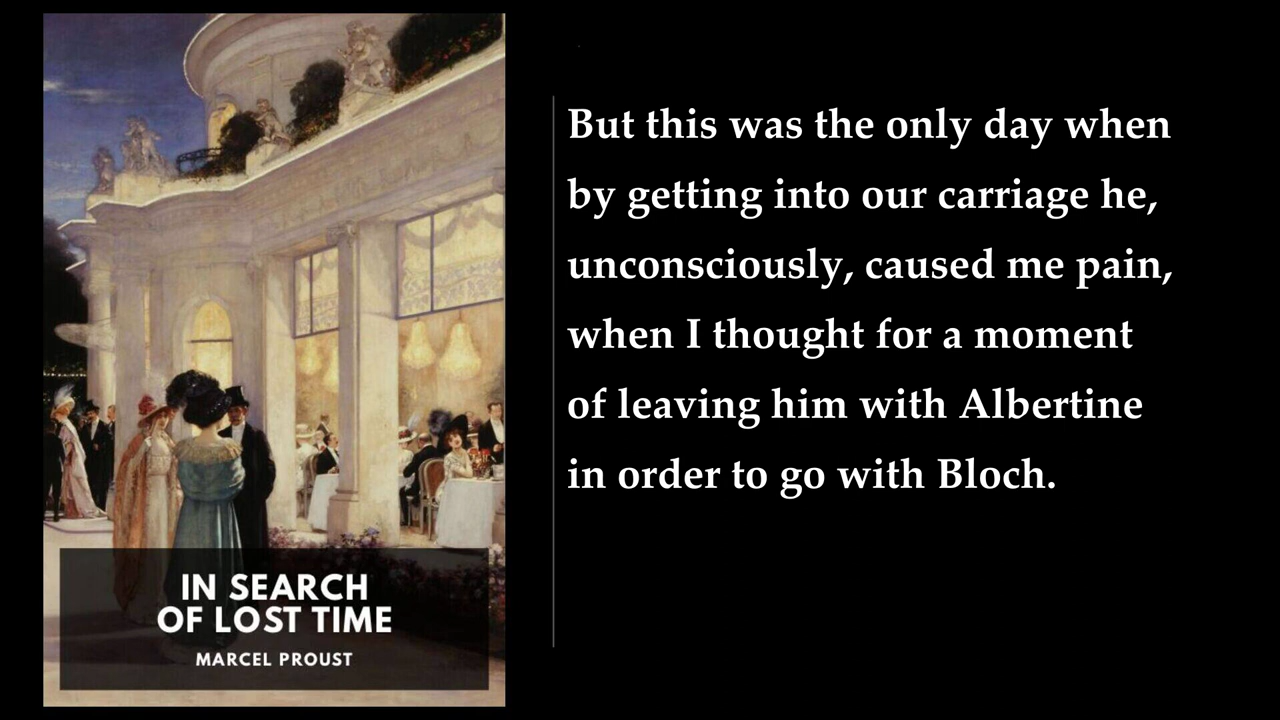 IN SEARCH
OF LOST TIME
MARCEL PROUST
But this was the only day when
by getting into our carriage he,
unconsciously, caused me pain,
when I thought for a moment
of leaving him with Albertine
in order to go with Bloch.